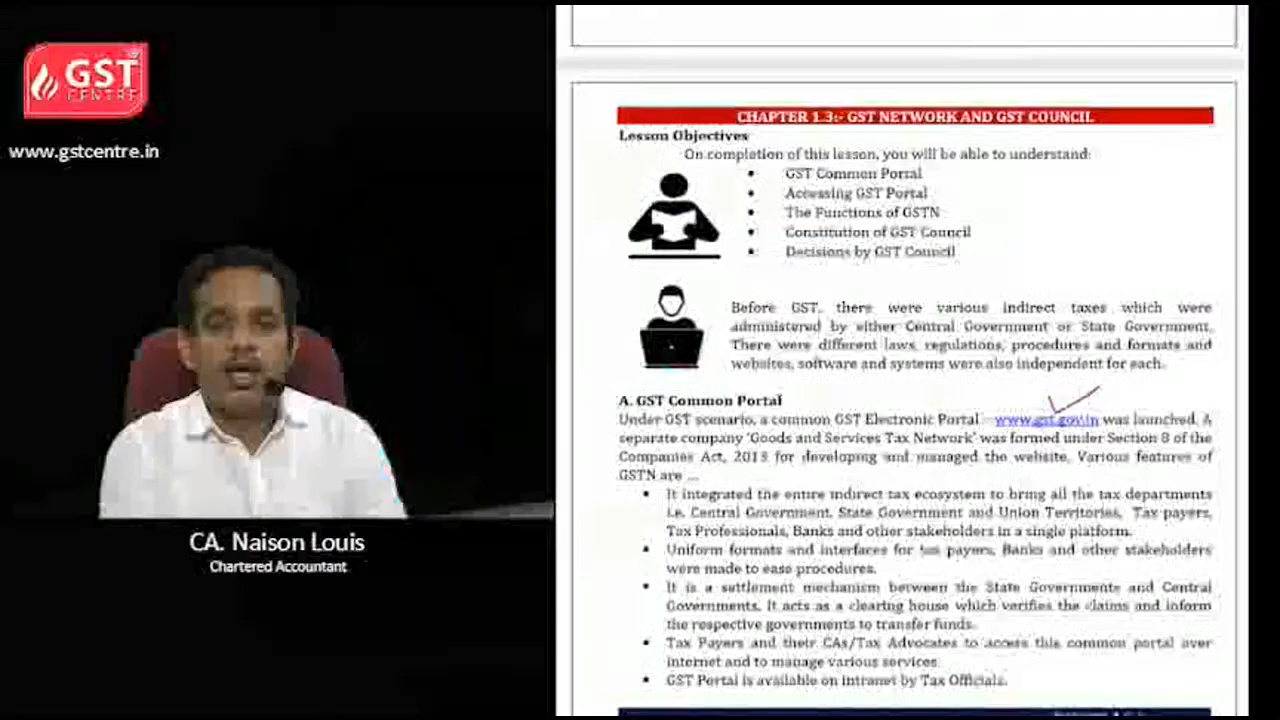 GST
CENTRE
www.gstcentre.in
CA. Naison Louis
Chartered Accountant
CHAPTER 1.3:- GST NETWORK AND GST COUNCIL
Lesson Objectives
On completion of this lesson, you will be able to understand:
• GST Common Portal
• Accessing GST Portal
• The Functions of GSTN
• Constitution of GST Council
• Decisions by GST Council
Before GST, there were various indirect taxes which were
administered by either Central Government or State Government.
There were different laws, regulations, procedures and formats and
websites, software and systems were also independent for each.
A. GST Common Portal
Under GST scenario, a common GST Electronic Portal www.gst.gov.in was launched. A
separate company 'Goods and Services Tax Network' was formed under Section 8 of the
Companies Act, 2013 for developing and managed the website. Various features of
GSTN are ...
• It integrated the entire indirect tax ecosystem to bring all the tax departments
i.e. Central Government, State Government and Union Territories, Tax payers,
Tax Professionals, Banks and other stakeholders in a single platform.
• Uniform formats and interfaces for tax payers, Banks and other stakeholders
were made to ease procedures.
• It is a settlement mechanism between the State Governments and Central
Governments. It acts as a clearing house which verifies the claims and inform
the respective governments to transfer funds.
• Tax Payers and their CAs/Tax Advocates to access this common portal over
internet and to manage various services.
• GST Portal is available on intranet by Tax Officials.